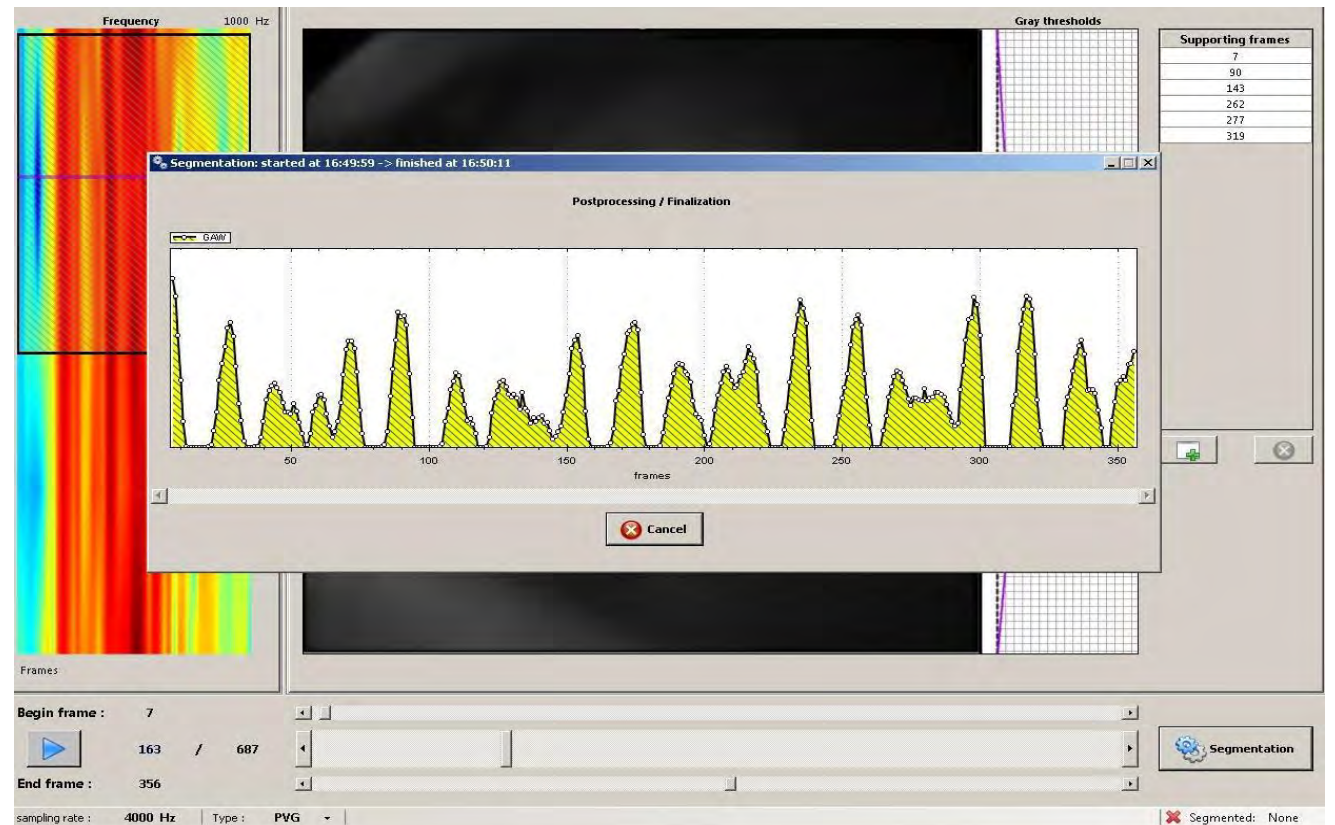 Frequency 1000 Hz
Gray thresholds
Supporting frames
7
90
143
262
277
319
Segmentation: started at 16:49:59 -> finished at 16:50:11
Postprocessing / Finalization
GAW
50 100 150 200 250 300 350
frames
Cancel
Frames
Begin frame : 7
163 / 687
Segmentation
End frame : 356
sampling rate : 4000 Hz Type : PVG Segmented: None